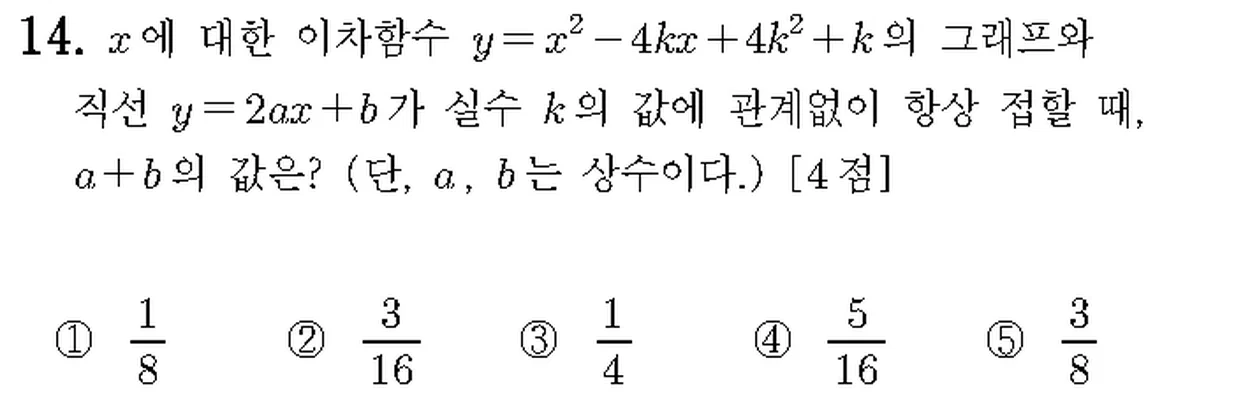 14. x에 대한 이차함수 y=x²-4kx+4k²+k의 그래프와
직선 y=2ax+b가 실수 k의 값에 관계없이 항상 접할 때,
a+b의 값은? (단, a, b는 상수이다.) [4점]
① 1/8 ② 3/16 ③ 1/4 ④ 5/16 ⑤ 3/8